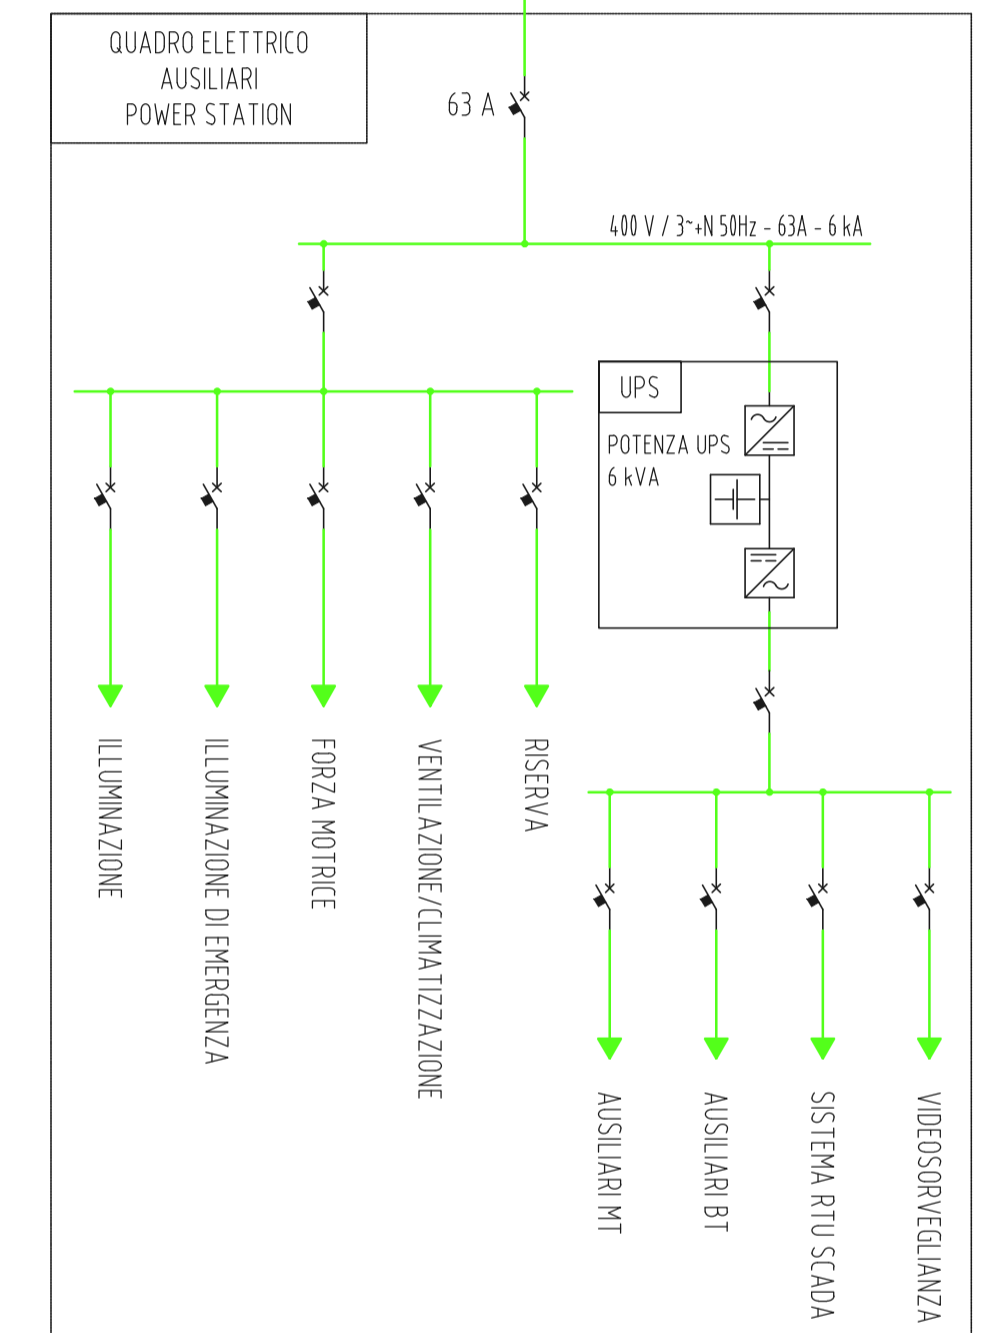 QUADRO ELETTRICO
AUSILIARI
POWER STATION
63 A
400 V / 3~+N 50Hz - 63A - 6 kA
UPS
POTENZA UPS
6 kVA
ILLUMINAZIONE
ILLUMINAZIONE DI EMERGENZA
FORZA MOTRICE
VENTILAZIONE/CLIMATIZZAZIONE
RISERVA
AUSILIARI MT
AUSILIARI BT
SISTEMA RTU SCADA
VIDEOSORVEGLIANZA